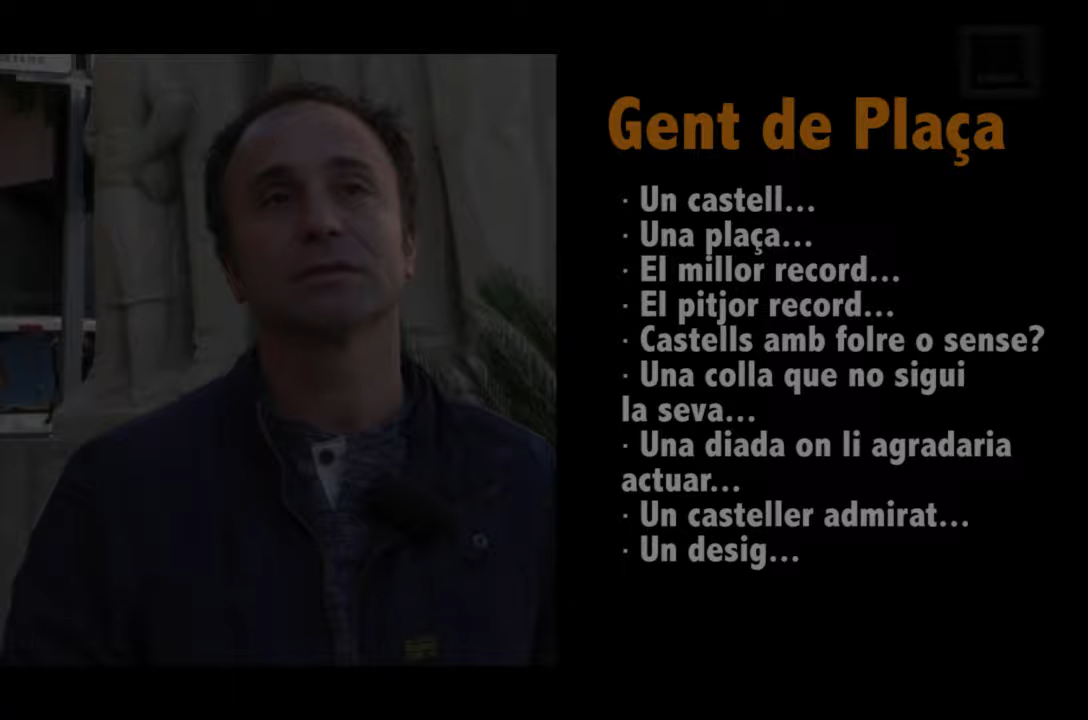 Gent de Plaça
· Un castell...
· Una plaça...
· El millor record...
· El pitjor record...
· Castells amb folre o sense?
· Una colla que no sigui
la seva...
· Una diada on li agradaria
actuar...
· Un casteller admirat...
· Un desig...